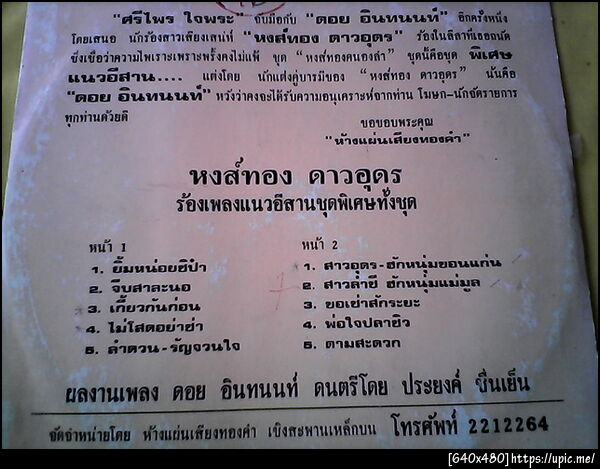 "ศรีไพร ใจพระ" จับมือกับ "ดอย อินทนนท์" อีกครั้งหนึ่ง
โดยเสนอ นักร้องสาวเสียงเสน่ห์ "หงส์ทอง ดาวอุดร" ร้องในลีลาที่เธอถนัด
ซึ่งเชื่อว่าความไพเราะเพราะพริ้งคงไม่แพ้ ชุด "หงส์ทองคนองลำ" ชุดนี้คือชุด พิเศษ
แนวอีสาน.... แต่งโดย นักแต่งคู่บารมีของ "หงส์ทอง ดาวอุดร" นั่นคือ
"ดอย อินทนนท์" หวังว่าคงจะได้รับความอนุเคราะห์จากท่าน โฆษก-นักจัดรายการ
ทุกท่านด้วยดี
ขอขอบพระคุณ
"ห้างแผ่นเสียงทองคำ"
หงส์ทอง ดาวอุดร
ร้องเพลงแนวอีสานชุดพิเศษทั้งชุด
หน้า 1
1. ยิ้มหน่อยฮิป๋า
2. จีบสาละนอ
3. เกี้ยวกันก่อน
4. ไม่โสดอย่าซ่า
5. ลำดวน-รัญจวนใจ
หน้า 2
1. สาวอุดร-ฮักหนุ่มขอนแก่น
2. สาวลำชี ฮักหนุ่มแม่มูล
3. ขอเช่าสักระยะ
4. พ่อใจปลาซิว
5. ตามสะดวก
ผลงานเพลง ดอย อินทนนท์ ดนตรีโดย ประยงค์ ชื่นเย็น
จัดจำหน่ายโดย ห้างแผ่นเสียงทองคำ เชิงสะพานเหล็กบน โทรศัพท์ 2212264
[640x480]https://upic.me/